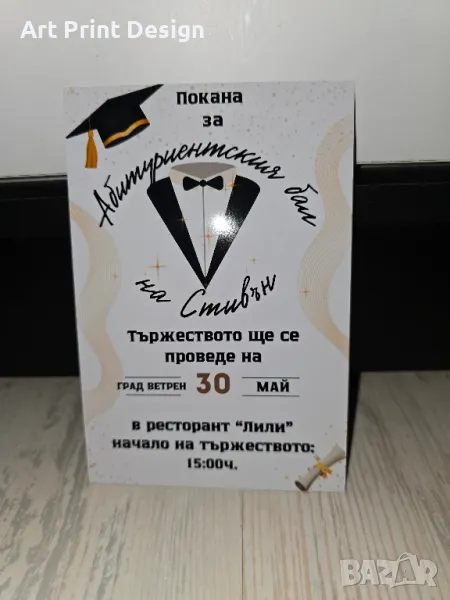 Art Print Design
Покана
за
Абитуриентския бал
на Стивън
Тържеството ще се
проведе на
ГРАД ВЕТРЕН 30 МАЙ
в ресторант "Лили"
начало на тържеството:
15:00ч.
BAZAR